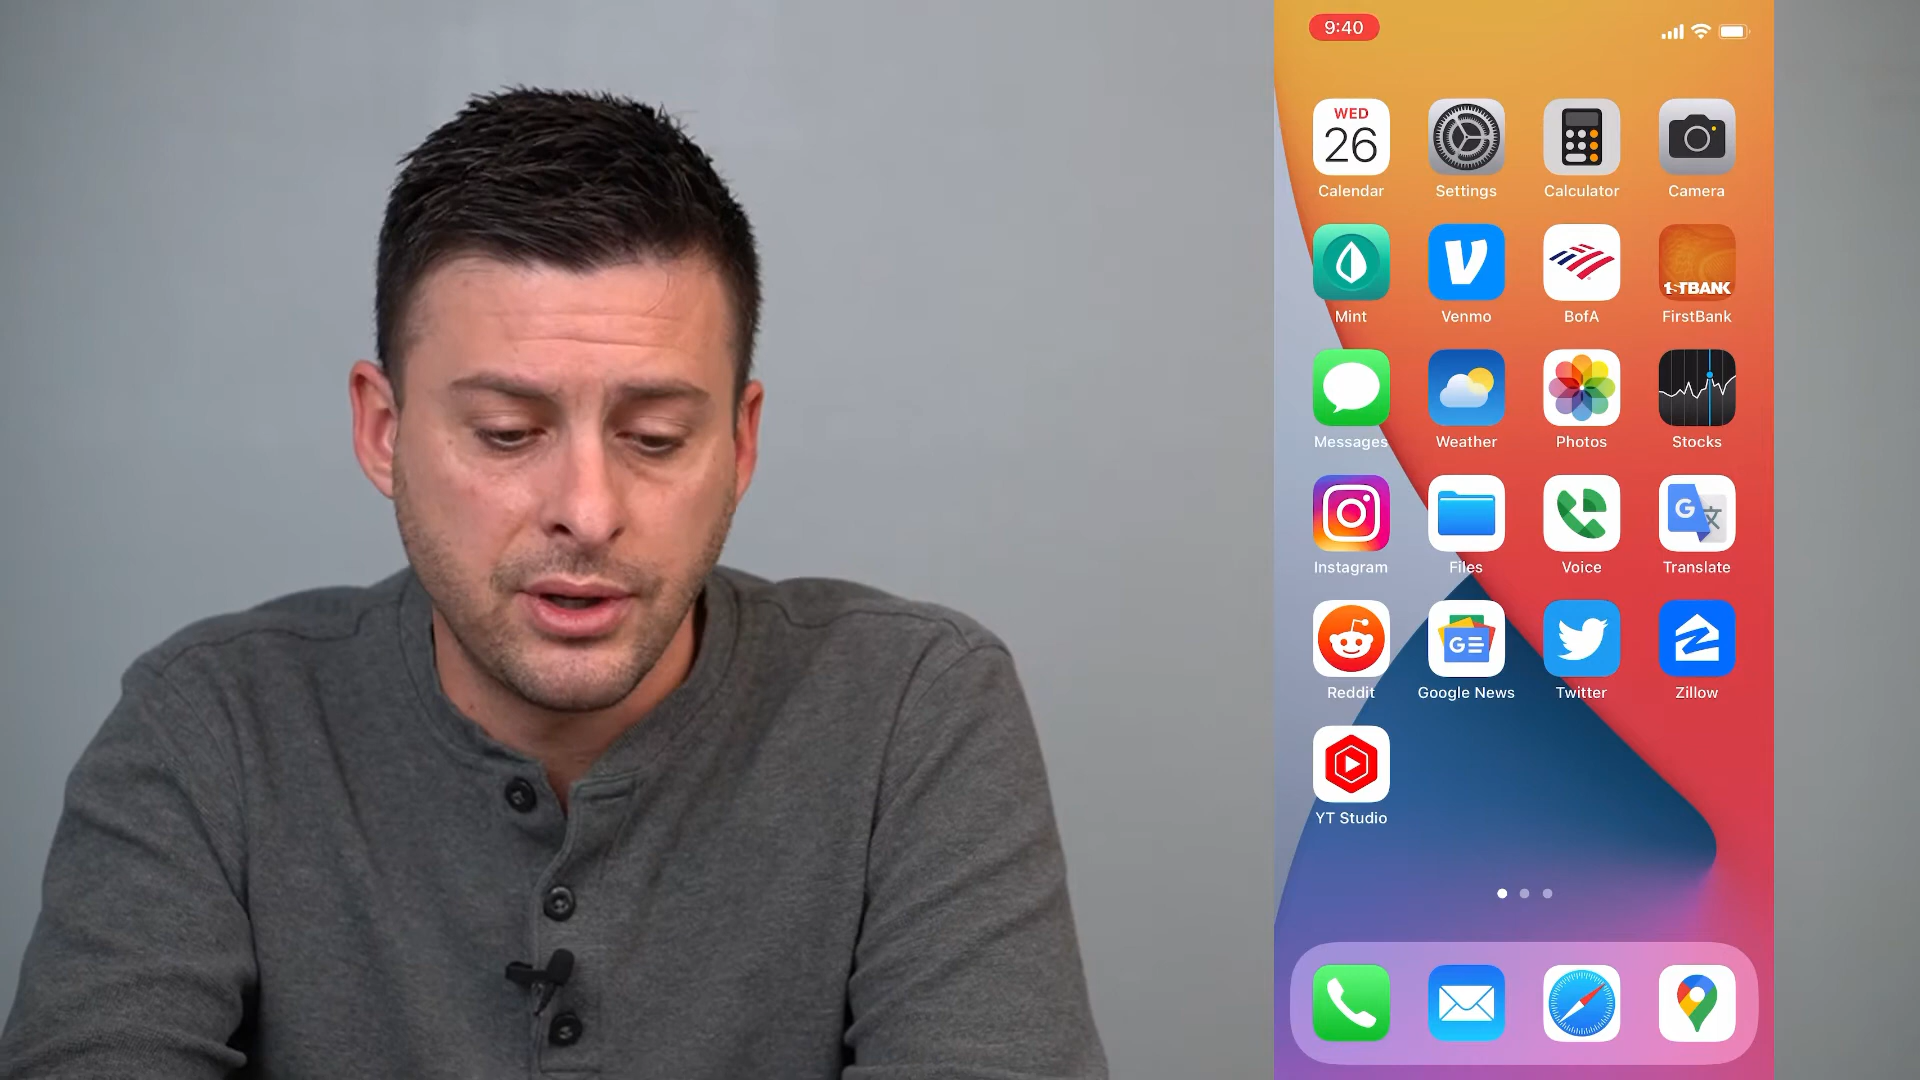 9:40
WED
26
Calendar Settings Calculator Camera
1STBANK
Mint Venmo BofA FirstBank
Messages Weather Photos Stocks
G 文
Instagram Files Voice Translate
G
Reddit Google News Twitter Zillow
YT Studio